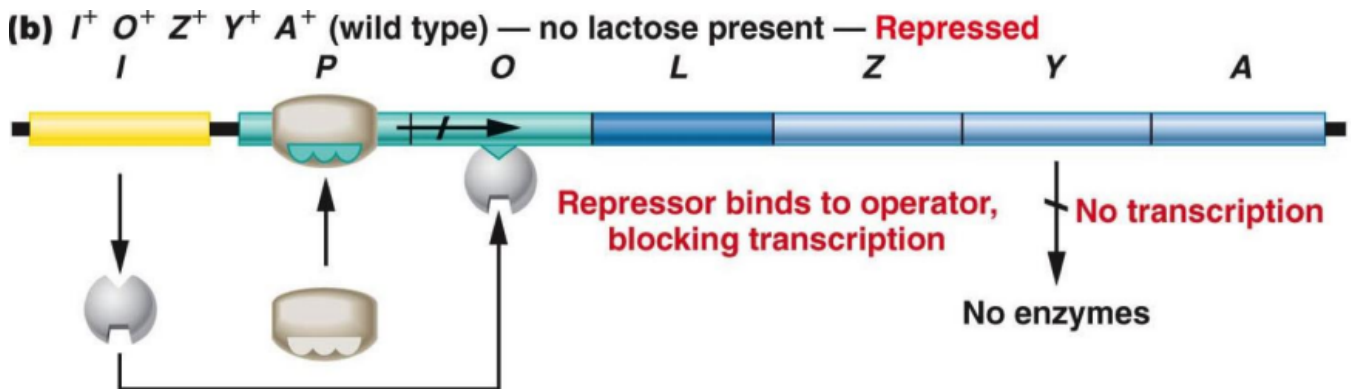 (b) I⁺ O⁺ Z⁺ Y⁺ A⁺ (wild type) — no lactose present — Repressed
I P O L Z Y A
Repressor binds to operator,
blocking transcription
No transcription
No enzymes